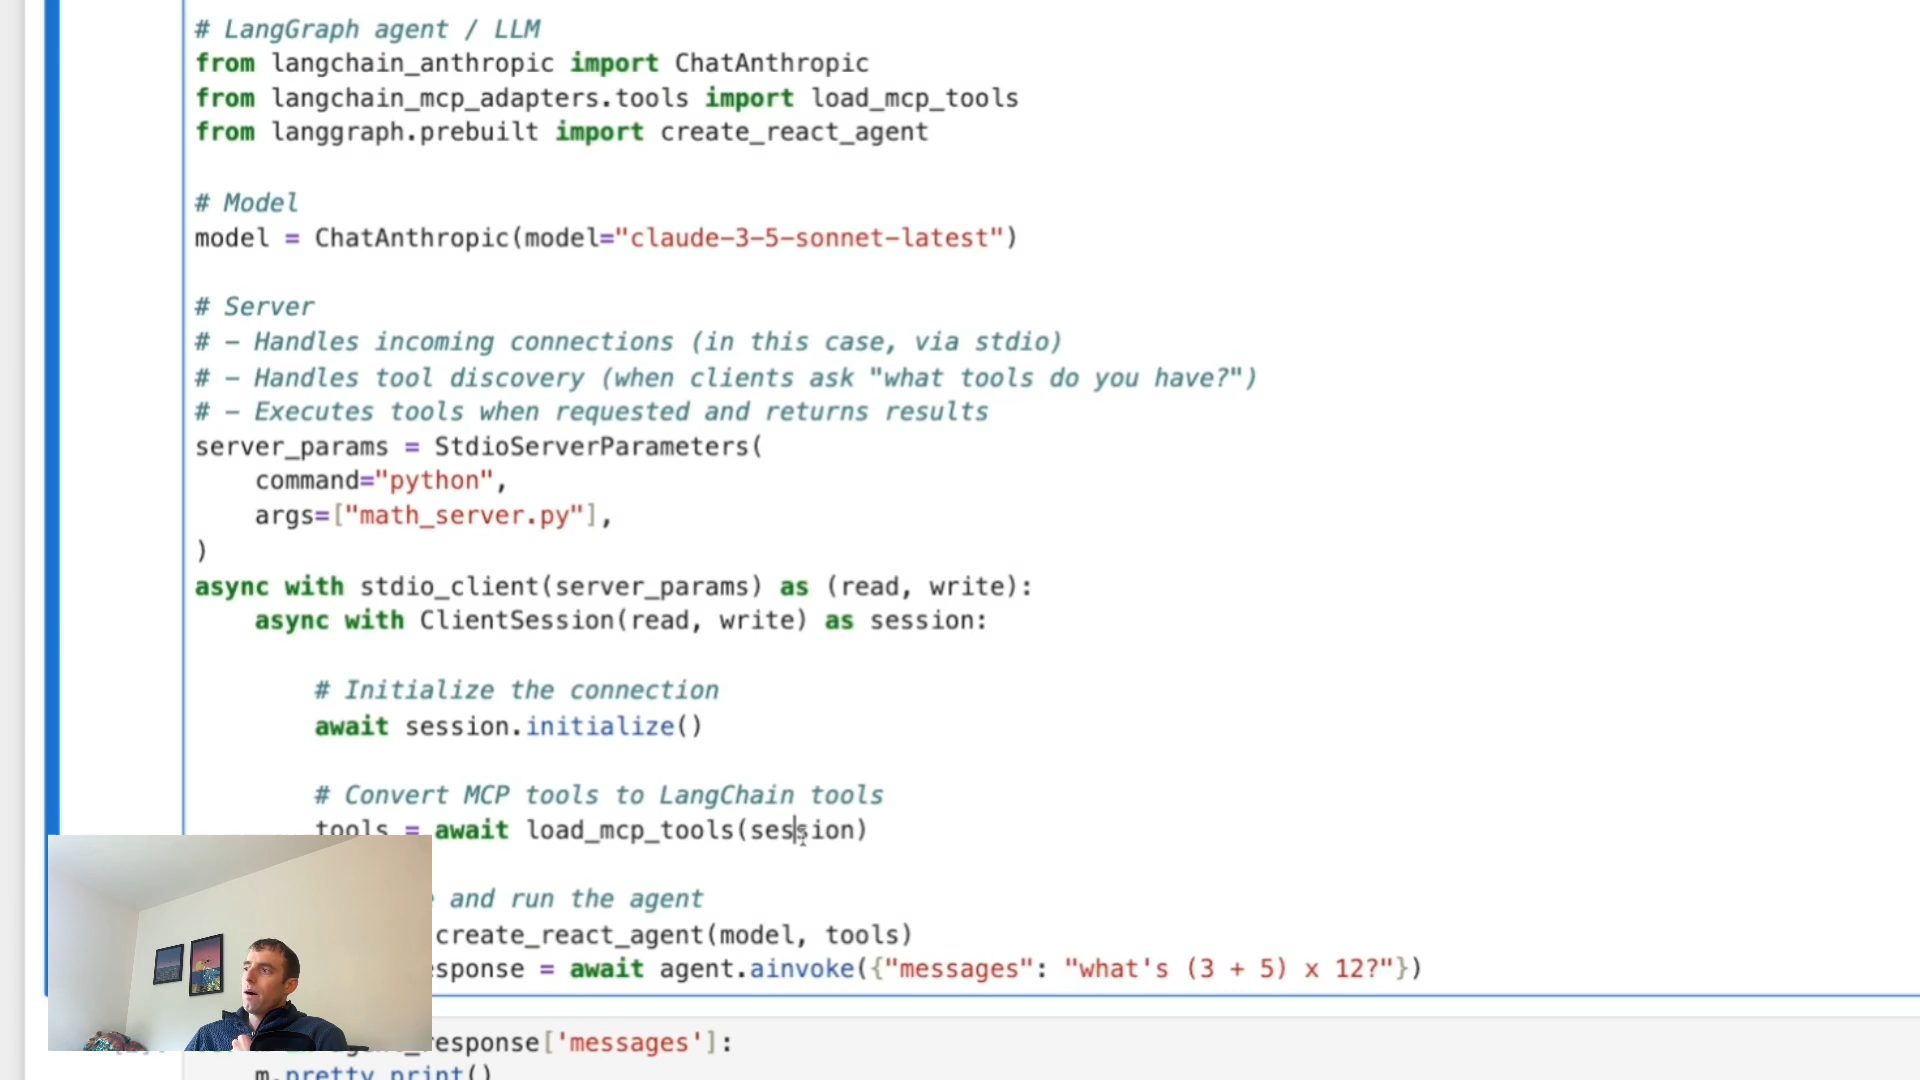 # LangGraph agent / LLM
from langchain_anthropic import ChatAnthropic
from langchain_mcp_adapters.tools import load_mcp_tools
from langgraph.prebuilt import create_react_agent
# Model
model = ChatAnthropic(model="claude-3-5-sonnet-latest")
# Server
# – Handles incoming connections (in this case, via stdio)
# – Handles tool discovery (when clients ask "what tools do you have?")
# – Executes tools when requested and returns results
server_params = StdioServerParameters(
    command="python",
    args=["math_server.py"],
)
async with stdio_client(server_params) as (read, write):
    async with ClientSession(read, write) as session:
        # Initialize the connection
        await session.initialize()
        # Convert MCP tools to LangChain tools
        tools = await load_mcp_tools(session)
and run the agent
create_react_agent(model, tools)
sponse = await agent.ainvoke({"messages": "what's (3 + 5) x 12?"})
response['messages']:
    m.pretty_print()